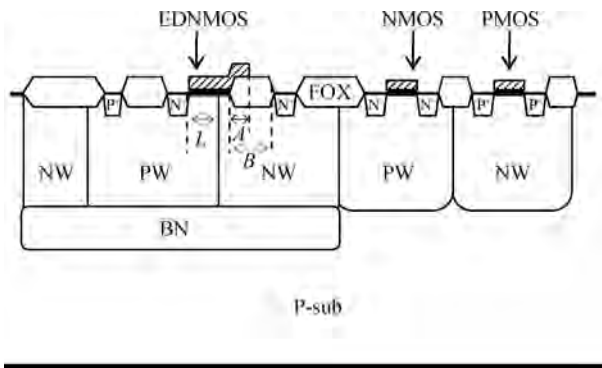 EDNMOS NMOS PMOS
P+ N+ FOX N+ N+ N+ P+ P+
L A B
NW PW NW PW NW
BN
P-sub